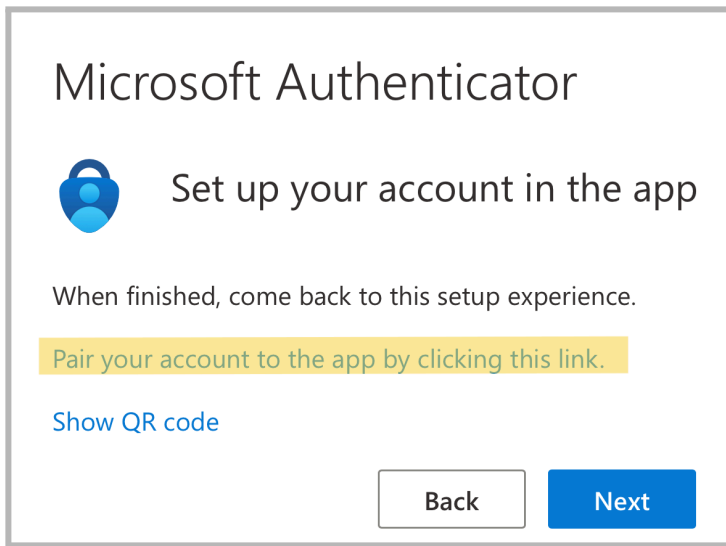 Microsoft Authenticator
Set up your account in the app
When finished, come back to this setup experience.
Pair your account to the app by clicking this link.
Show QR code
Back
Next